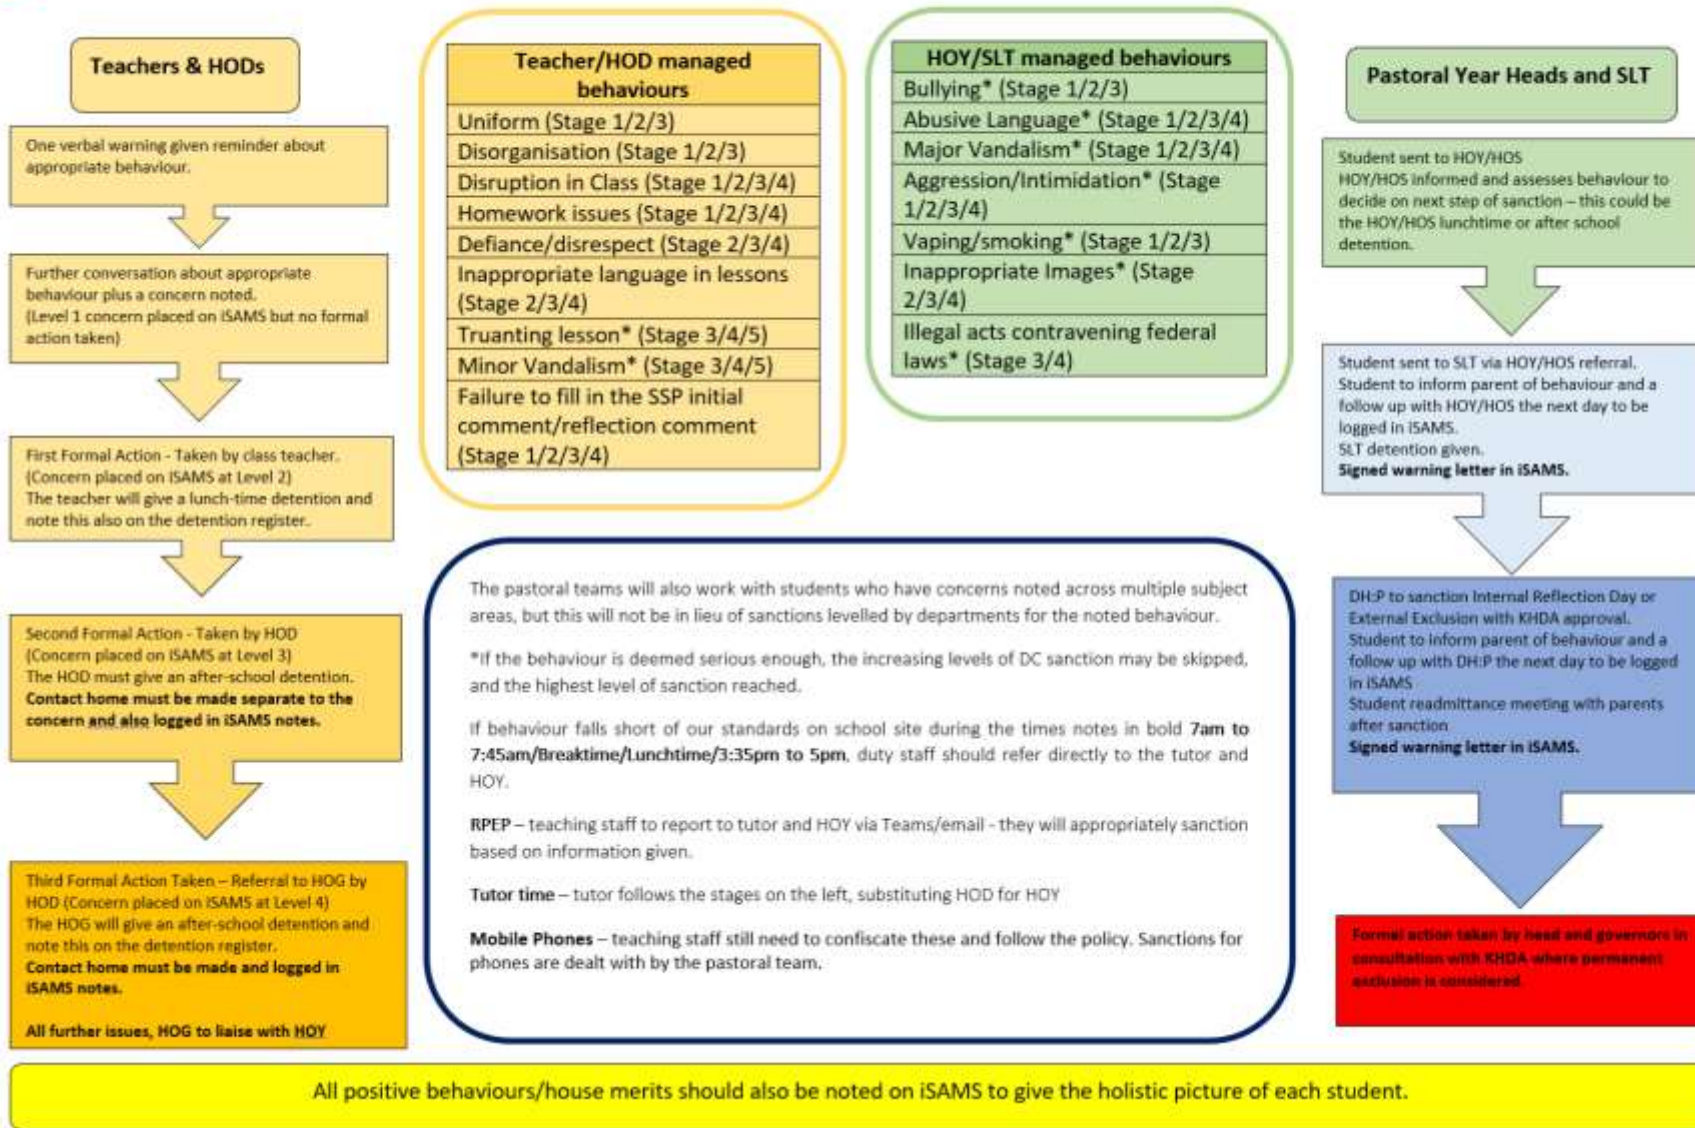 Teachers & HODs
One verbal warning given reminder about
appropriate behaviour.
Further conversation about appropriate
behaviour plus a concern noted.
(Level 1 concern placed on iSAMS but no formal
action taken)
First Formal Action - Taken by class teacher.
(Concern placed on iSAMS at Level 2)
The teacher will give a lunch-time detention and
note this also on the detention register.
Second Formal Action - Taken by HOD
(Concern placed on iSAMS at Level 3)
The HOD must give an after-school detention.
Contact home must be made separate to the
concern and also logged in iSAMS notes.
Third Formal Action Taken – Referral to HOG by
HOD (Concern placed on iSAMS at Level 4)
The HOG will give an after-school detention and
note this on the detention register.
Contact home must be made and logged in
iSAMS notes.
All further issues, HOG to liaise with HOY
Teacher/HOD managed
behaviours
Uniform (Stage 1/2/3)
Disorganisation (Stage 1/2/3)
Disruption in Class (Stage 1/2/3/4)
Homework issues (Stage 1/2/3/4)
Defiance/disrespect (Stage 2/3/4)
Inappropriate language in lessons
(Stage 2/3/4)
Truanting lesson* (Stage 3/4/5)
Minor Vandalism* (Stage 3/4/5)
Failure to fill in the SSP initial
comment/reflection comment
(Stage 1/2/3/4)
HOY/SLT managed behaviours
Bullying* (Stage 1/2/3)
Abusive Language* (Stage 1/2/3/4)
Major Vandalism* (Stage 1/2/3/4)
Aggression/Intimidation* (Stage
1/2/3/4)
Vaping/smoking* (Stage 1/2/3)
Inappropriate Images* (Stage
2/3/4)
Illegal acts contravening federal
laws* (Stage 3/4)
The pastoral teams will also work with students who have concerns noted across multiple subject
areas, but this will not be in lieu of sanctions levelled by departments for the noted behaviour.
*If the behaviour is deemed serious enough, the increasing levels of DC sanction may be skipped,
and the highest level of sanction reached.
If behaviour falls short of our standards on school site during the times notes in bold 7am to
7:45am/Breaktime/Lunchtime/3:35pm to 5pm, duty staff should refer directly to the tutor and
HOY.
RPEP – teaching staff to report to tutor and HOY via Teams/email - they will appropriately sanction
based on information given.
Tutor time – tutor follows the stages on the left, substituting HOD for HOY
Mobile Phones – teaching staff still need to confiscate these and follow the policy. Sanctions for
phones are dealt with by the pastoral team.
Pastoral Year Heads and SLT
Student sent to HOY/HOS
HOY/HOS informed and assesses behaviour to
decide on next step of sanction – this could be
the HOY/HOS lunchtime or after school
detention.
Student sent to SLT via HOY/HOS referral.
Student to inform parent of behaviour and a
follow up with HOY/HOS the next day to be
logged in iSAMS.
SLT detention given.
Signed warning letter in iSAMS.
DH:P to sanction Internal Reflection Day or
External Exclusion with KHDA approval.
Student to inform parent of behaviour and a
follow up with DH:P the next day to be logged
in iSAMS
Student readmittance meeting with parents
after sanction
Signed warning letter in iSAMS.
Formal action taken by head and governors in
consultation with KHDA where permanent
exclusion is considered.
All positive behaviours/house merits should also be noted on iSAMS to give the holistic picture of each student.